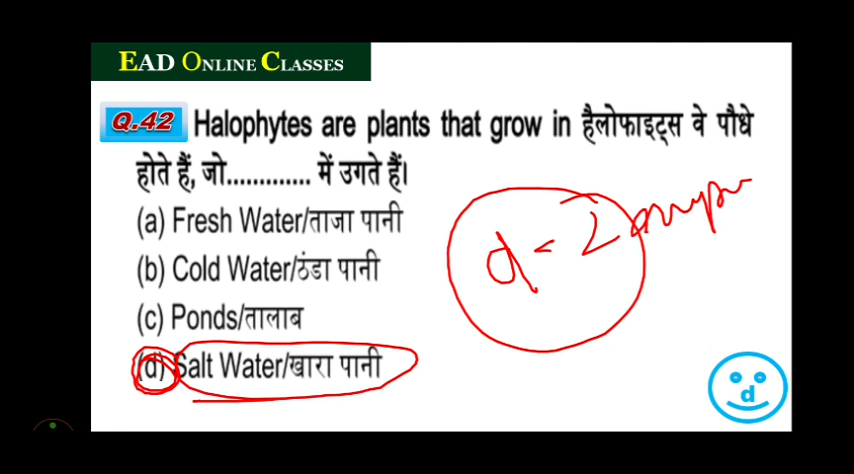 EAD ONLINE CLASSES
Q.42 Halophytes are plants that grow in हैलोफाइट्स वे पौधे
होते हैं, जो............. में उगते हैं।
(a) Fresh Water/ताजा पानी
(b) Cold Water/ठंडा पानी
(c) Ponds/तालाब
(d) Salt Water/खारा पानी
d